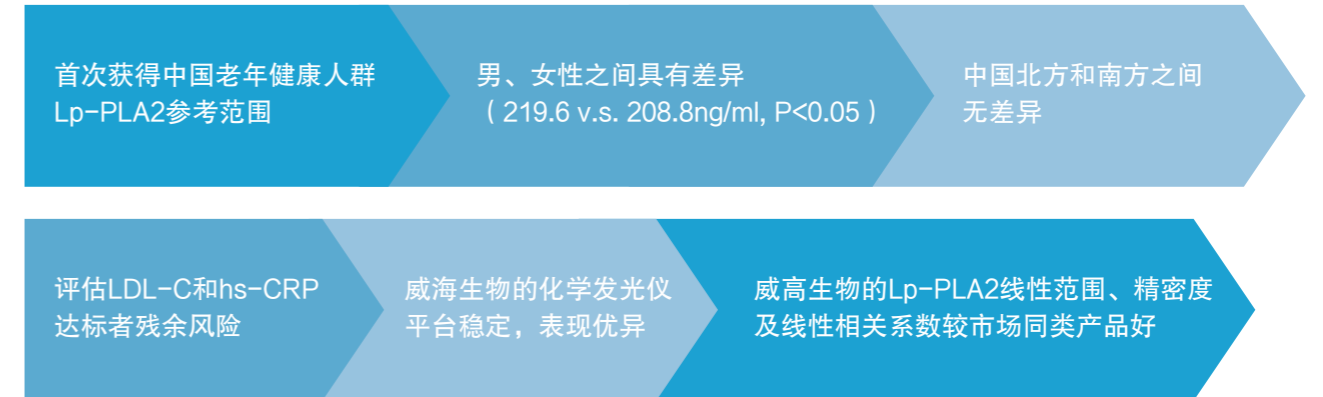 首次获得中国老年健康人群
Lp-PLA2参考范围
男、女性之间具有差异
（219.6 v.s. 208.8ng/ml, P<0.05）
中国北方和南方之间
无差异
评估LDL-C和hs-CRP
达标者残余风险
威海生物的化学发光仪
平台稳定，表现优异
威高生物的Lp-PLA2线性范围、精密度
及线性相关系数较市场同类产品好